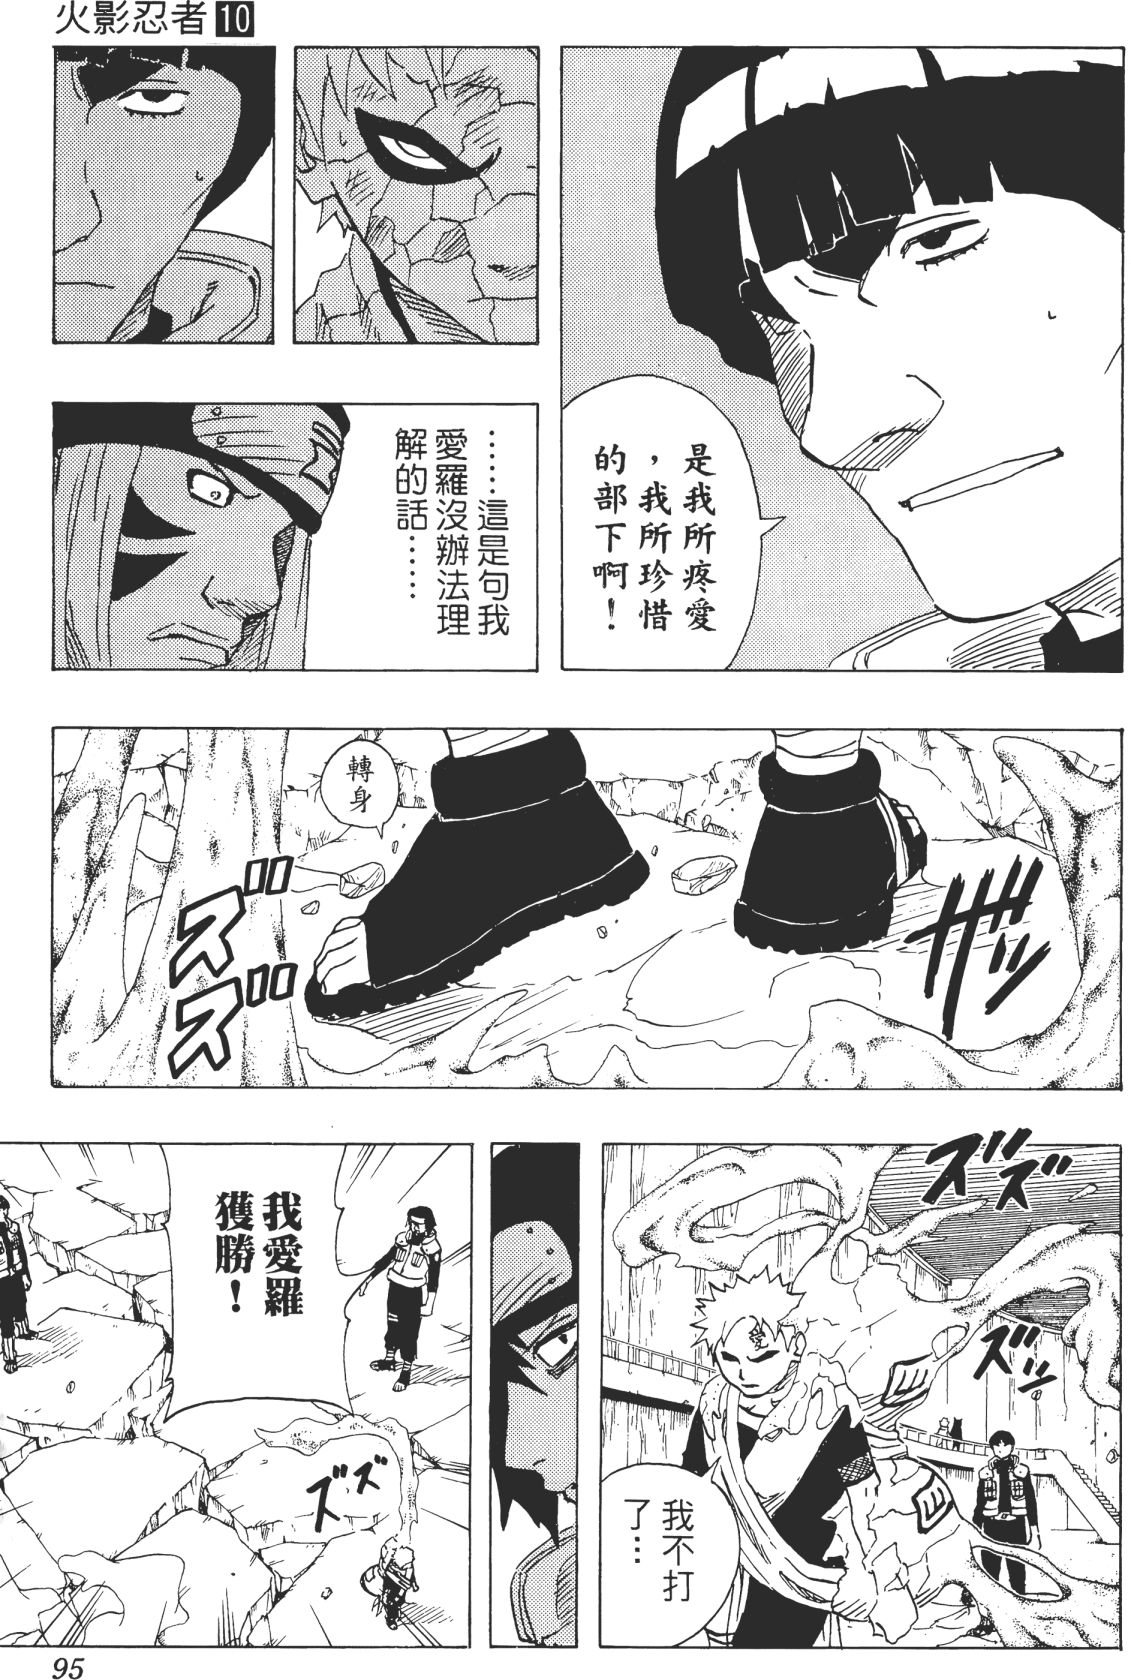 火影忍者10
是我所疼愛
，我所珍惜
的部下啊！
……這是句我
愛羅沒辦法理
解的話……
轉身
ザッ
ズズ
ズズ
ズッ
我不打
了…
我愛羅
獲勝！
ズズ
95